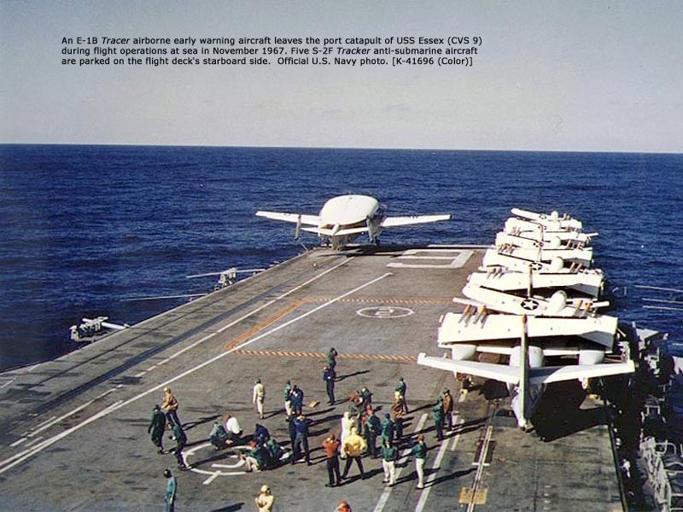 An E-1B Tracer airborne early warning aircraft leaves the port catapult of USS Essex (CVS 9)
during flight operations at sea in November 1967. Five S-2F Tracker anti-submarine aircraft
are parked on the flight deck's starboard side. Official U.S. Navy photo. [K-41696 (Color)]
9